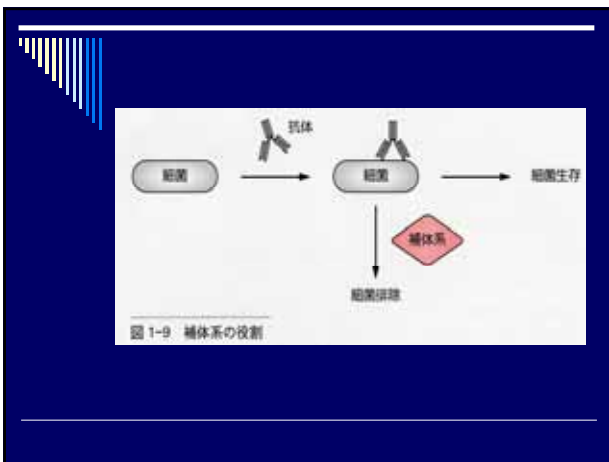 抗体
細菌
細菌
細菌生存
補体系
細菌排除
図 1-9 補体系の役割